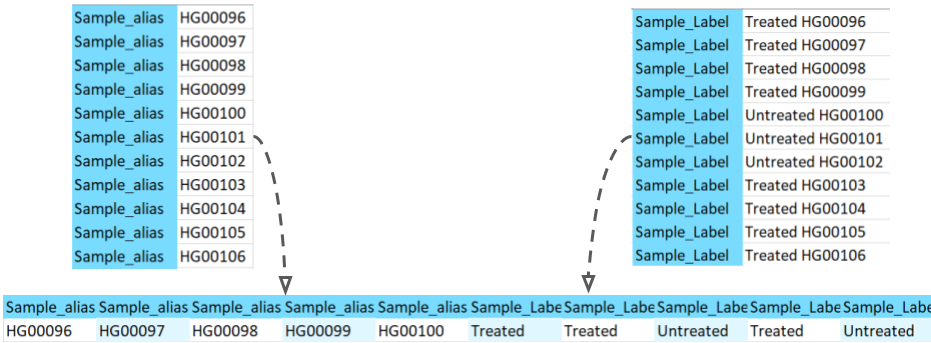 Sample_alias HG00096
Sample_alias HG00097
Sample_alias HG00098
Sample_alias HG00099
Sample_alias HG00100
Sample_alias HG00101
Sample_alias HG00102
Sample_alias HG00103
Sample_alias HG00104
Sample_alias HG00105
Sample_alias HG00106
Sample_Label Treated HG00096
Sample_Label Treated HG00097
Sample_Label Treated HG00098
Sample_Label Treated HG00099
Sample_Label Untreated HG00100
Sample_Label Untreated HG00101
Sample_Label Untreated HG00102
Sample_Label Treated HG00103
Sample_Label Treated HG00104
Sample_Label Treated HG00105
Sample_Label Treated HG00106
Sample_alias Sample_alias Sample_alias Sample_alias Sample_alias Sample_Labe Sample_Labe Sample_Labe Sample_Labe Sample_Labe
HG00096 HG00097 HG00098 HG00099 HG00100 Treated Treated Untreated Treated Untreated